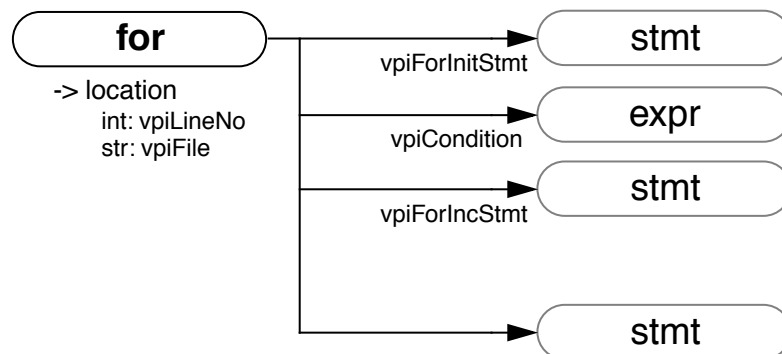 for
stmt
vpiForInitStmt
-> location
int: vpiLineNo
str: vpiFile
expr
vpiCondition
stmt
vpiForIncStmt
stmt